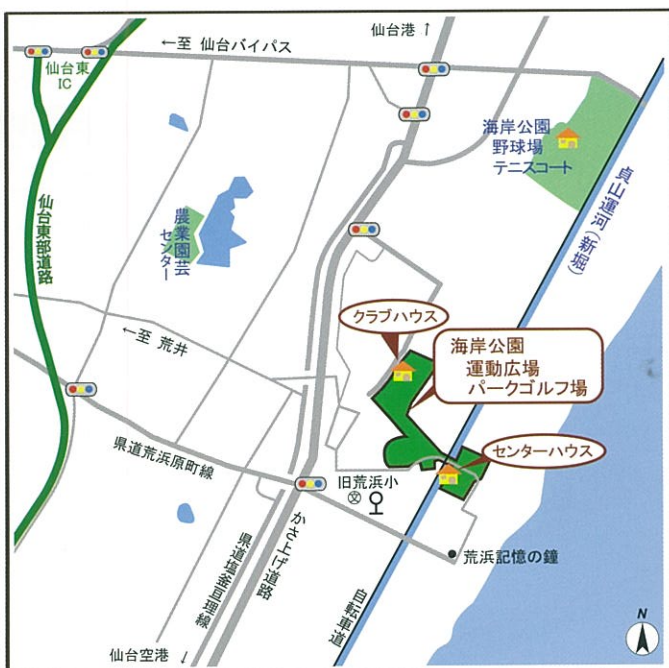 仙台港↑
←至 仙台バイパス
仙台東
IC
海岸公園
野球場
テニスコート
貞山運河(新堀)
仙台東部道路
農業園芸
センター
クラブハウス
←至 荒井
海岸公園
運動広場
パークゴルフ場
センターハウス
県道荒浜原町線
旧荒浜小
文
かさ上げ道路
県道塩釜亘理線
荒浜記憶の鐘
自転車道
仙台空港
↓
N